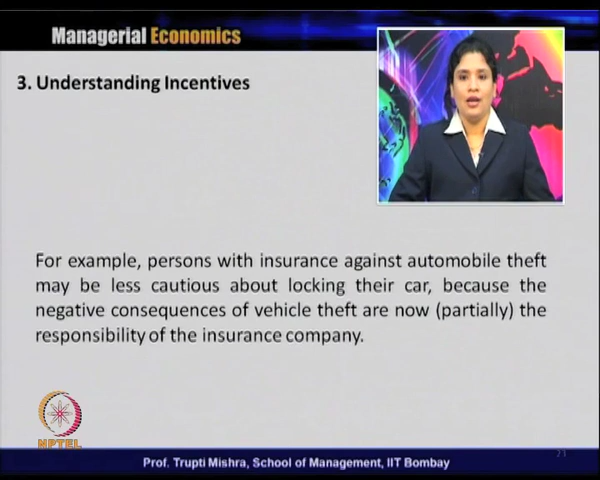 Managerial Economics
3. Understanding Incentives
For example, persons with insurance against automobile theft
may be less cautious about locking their car, because the
negative consequences of vehicle theft are now (partially) the
responsibility of the insurance company.
NPTEL
Prof. Trupti Mishra, School of Management, IIT Bombay